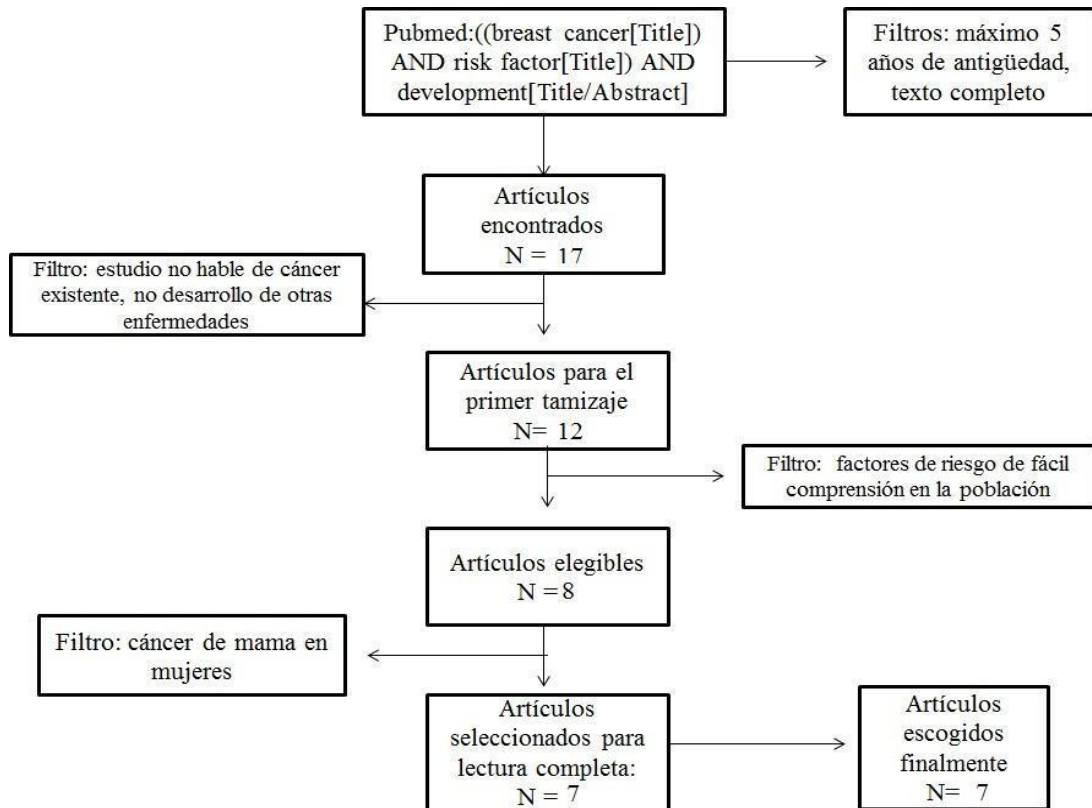 Pubmed:((breast cancer[Title])
AND risk factor[Title]) AND
development[Title/Abstract]
Filtros: máximo 5
años de antigüedad,
texto completo
Artículos
encontrados
N = 17
Filtro: estudio no hable de cáncer
existente, no desarrollo de otras
enfermedades
Artículos para el
primer tamizaje
N= 12
Filtro: factores de riesgo de fácil
comprensión en la población
Artículos elegibles
N = 8
Filtro: cáncer de mama en
mujeres
Artículos
seleccionados para
lectura completa:
N = 7
Artículos
escogidos
finalmente
N= 7